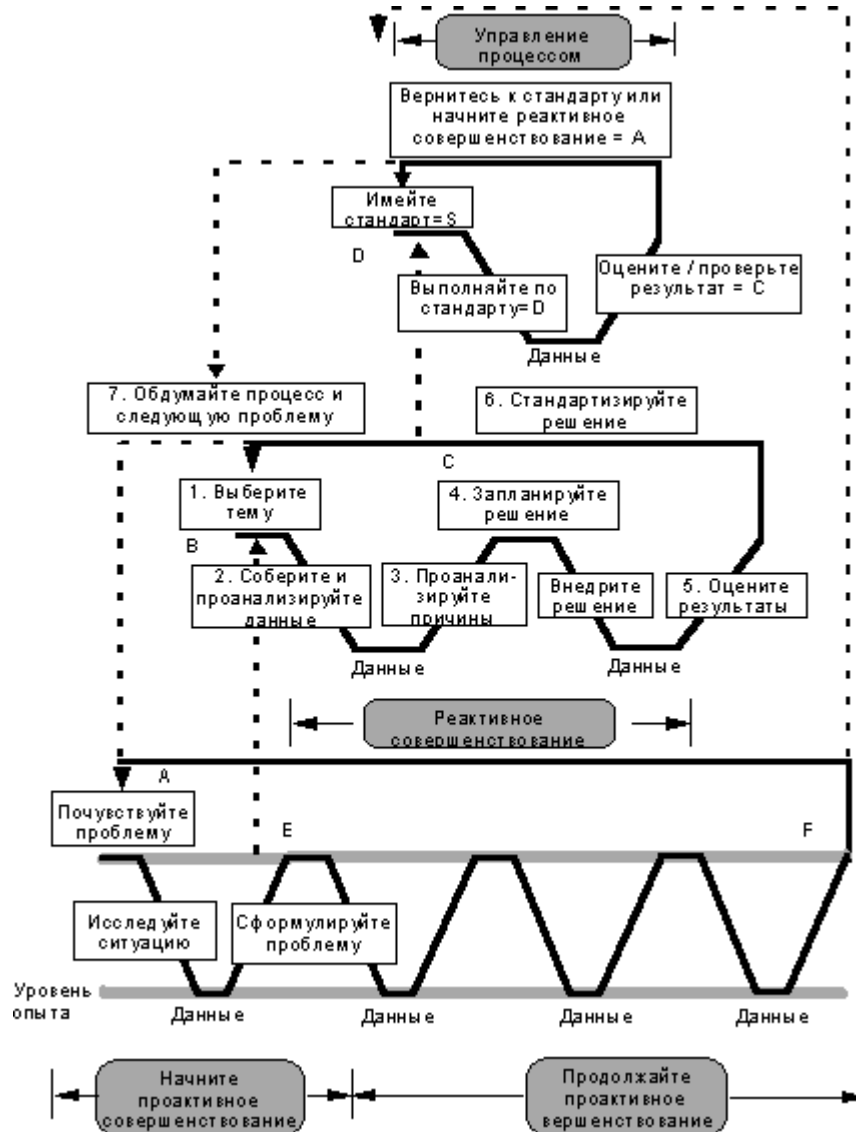 Управление
процессом
Вернитесь к стандарту или
начните реактивное
совершенствование = А
Имейте
стандарт=S
D
Выполняйте по
стандарту=D
Оцените / проверьте
результат = С
Данные
7. Обдумайте процесс и
следующую проблему
6. Стандартизируйте
решение
C
1. Выберите
тему
4. Запланируйте
решение
B
2. Соберите и
проанализируйте
данные
3. Проанали-
зируйте
причины
Внедрите
решение
5. Оцените
результаты
Данные
Данные
Реактивное
совершенствование
A
Почувствуйте
проблему
E
F
Исследуйте
ситуацию
Сформулируйте
проблему
Уровень
опыта
Данные
Данные
Данные
Данные
Начните
проактивное
совершенствование
Продолжайте
проактивное
вершенствование